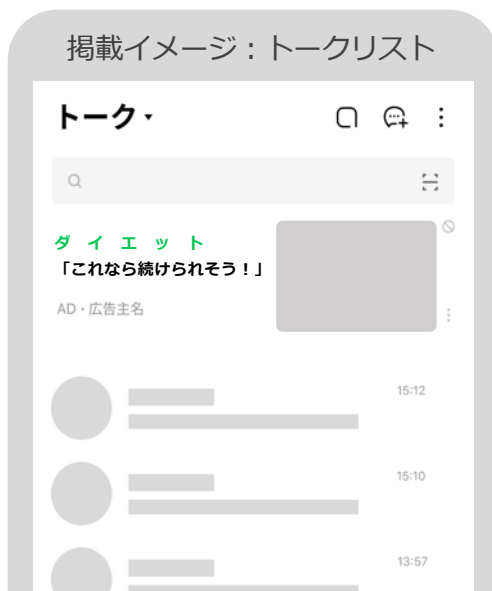 掲載イメージ：トークリスト
トーク
ダイエット
「これなら続けられそう！」
AD・広告主名
15:12
15:10
13:57